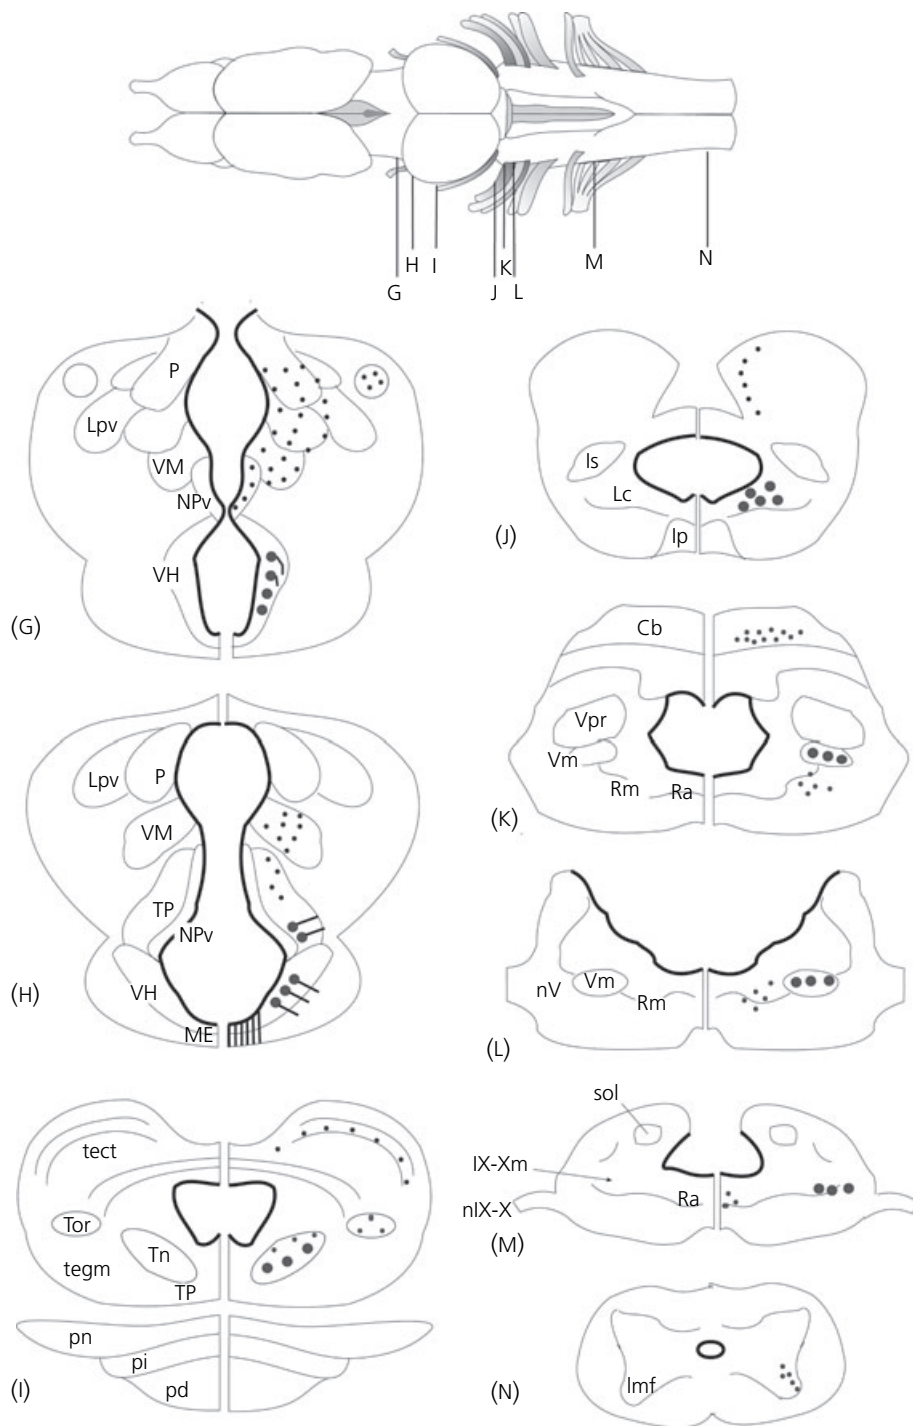 G
H
I
J
K
L
M
N
P
Lpv
VM
NPv
VH
(G)
Is
Lc
Ip
(J)
Cb
Vpr
Vm
Rm
Ra
(K)
Lpv
P
VM
TP
NPv
VH
ME
(H)
nV
Vm
Rm
(L)
tect
Tor
Tn
tegm
TP
pn
pi
pd
(I)
sol
IX-Xm
nIX-X
Ra
(M)
lmf
(N)